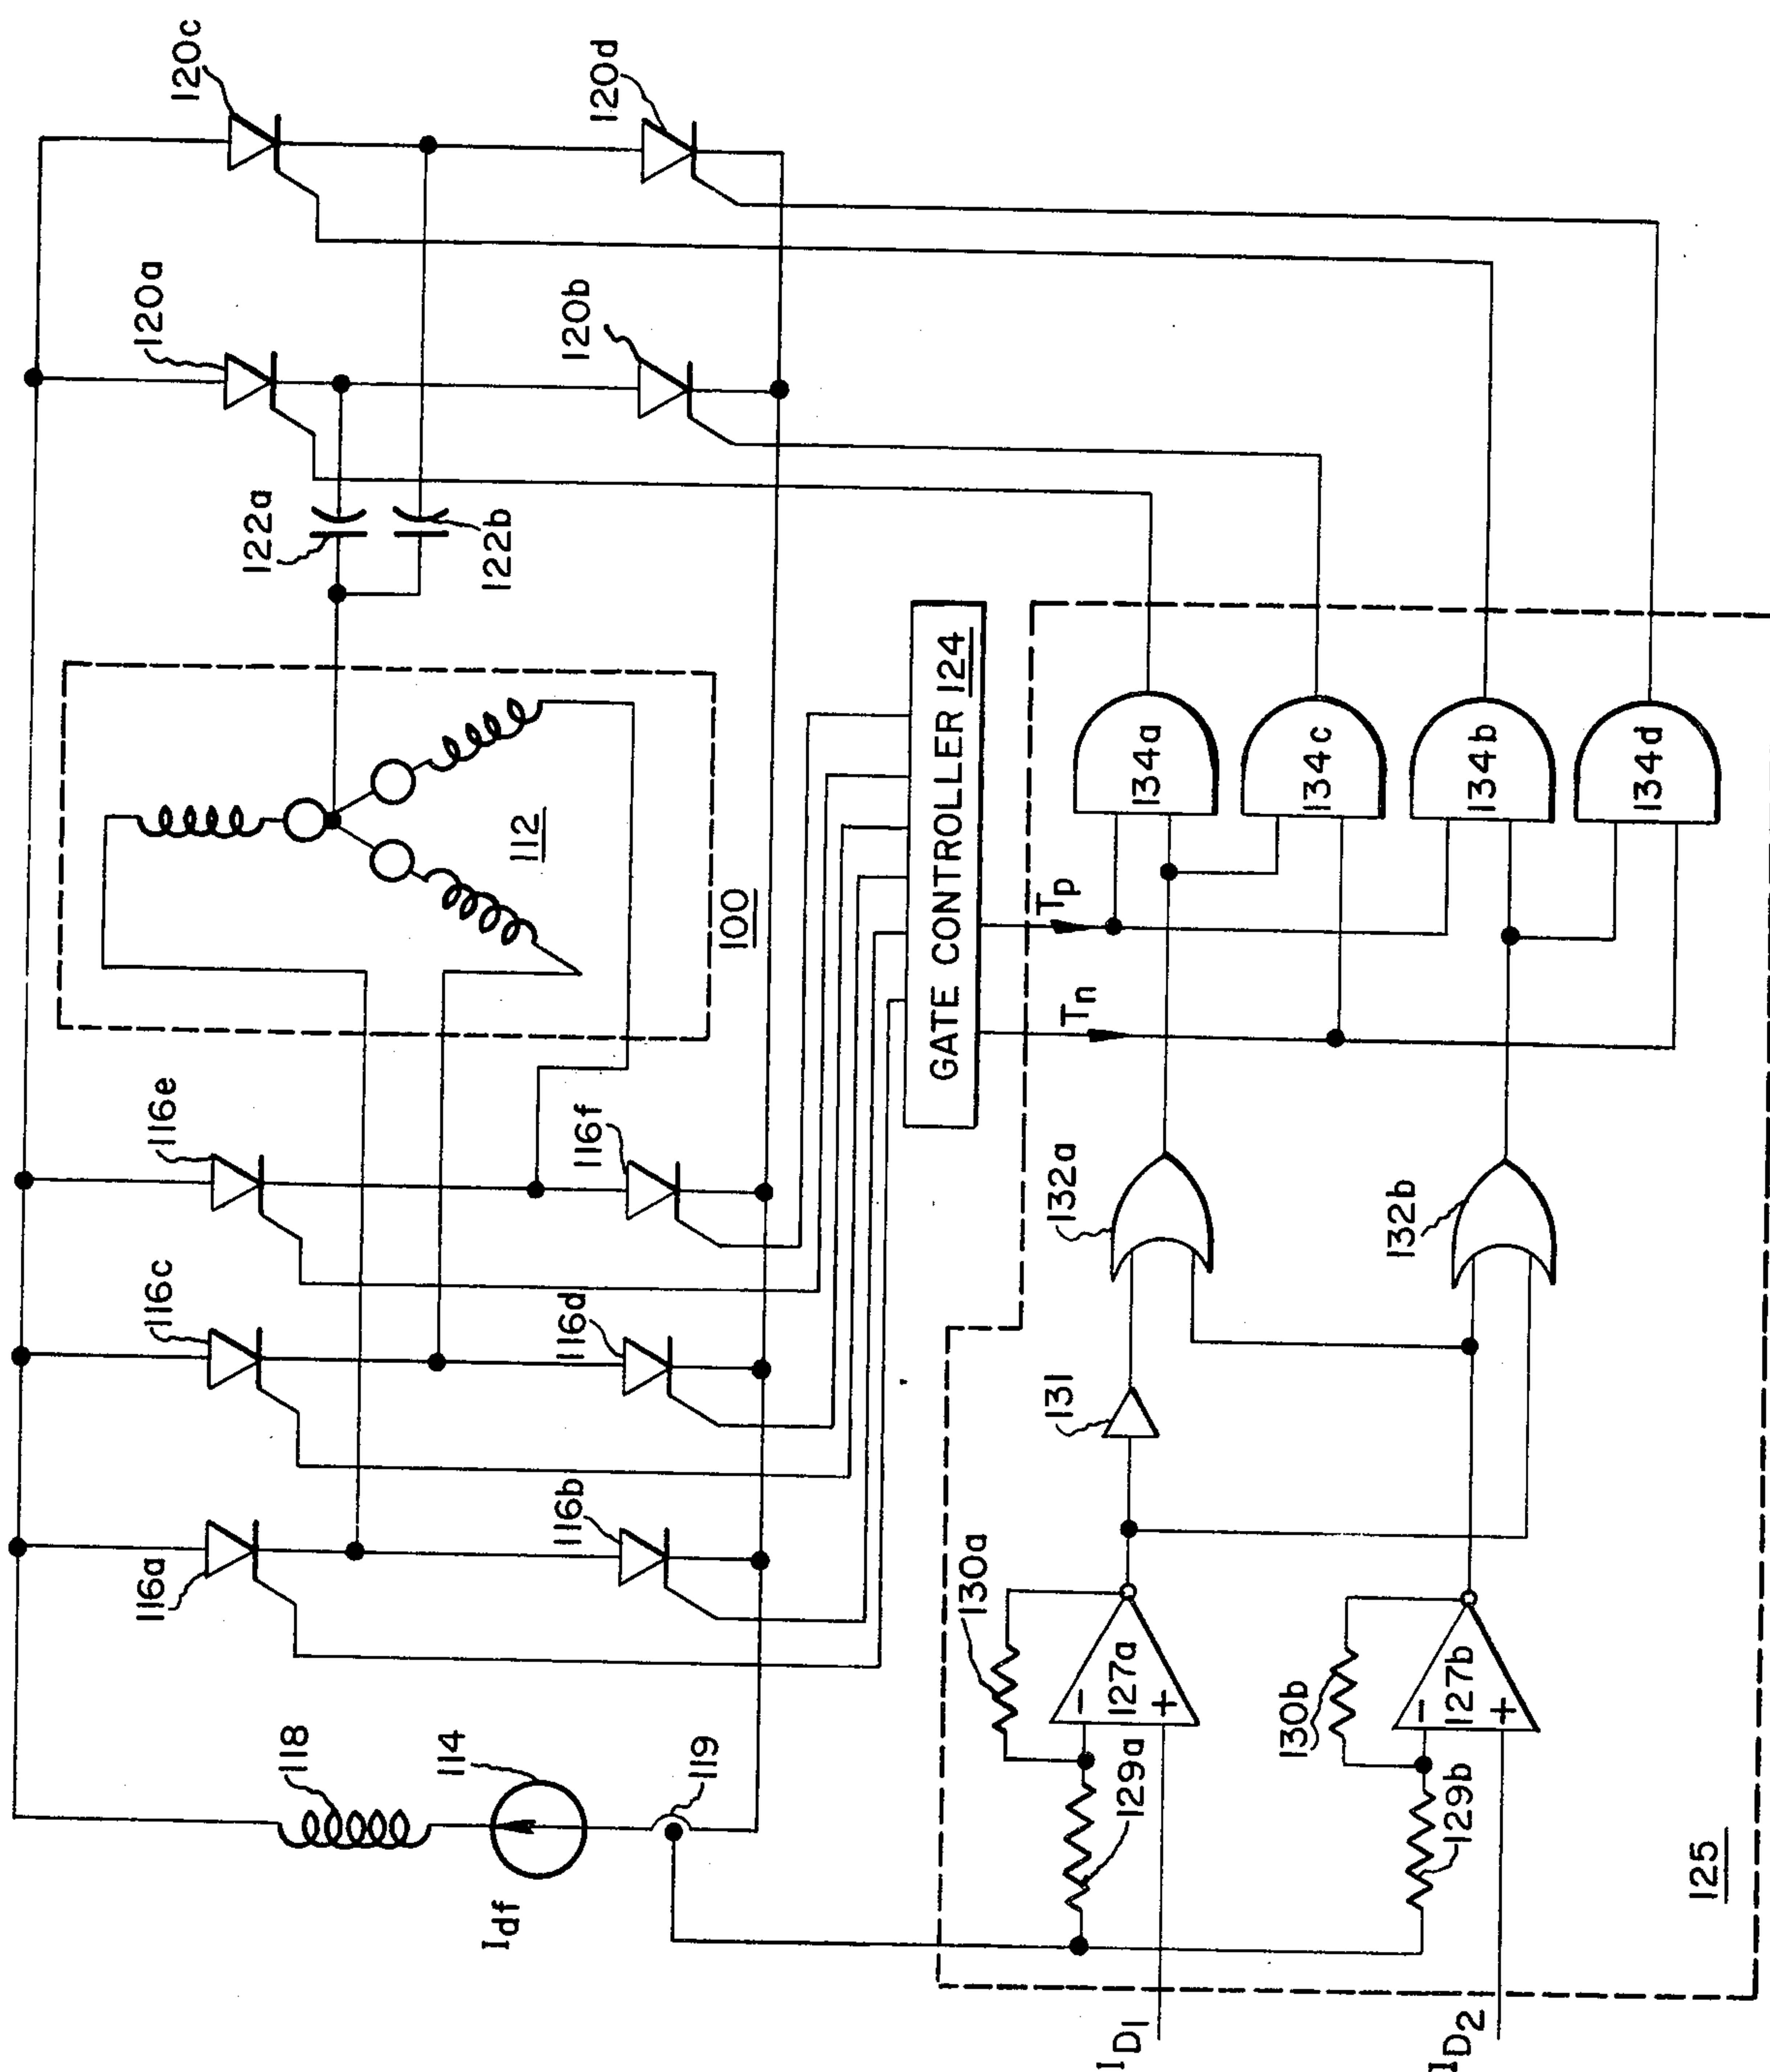 120c
120d
120a
120b
122a
122b
112
100
GATE CONTROLLER 124
134a
134c
134b
134d
Tp
Tn
116e
116f
132a
132b
116c
116d
131
116a
116b
130a
127a
- +
129a
130b
127b
- +
129b
118
114
119
Idf
ID1
ID2
125